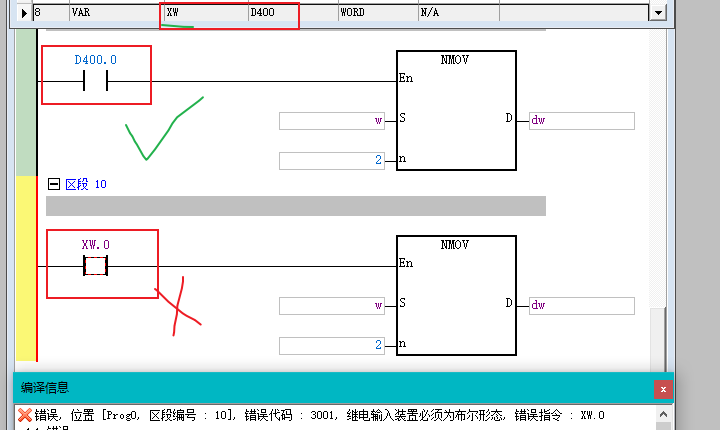 8 VAR XW D400 WORD N/A
D400.0
NMOV
En
w S D dw
2 n
区段 10
XW.0
NMOV
En
w S D dw
2 n
编译信息 x
错误, 位置 [Prog0, 区段编号 : 10], 错误代码 : 3001, 继电输入装置必须为布尔形态, 错误指令 : XW.0